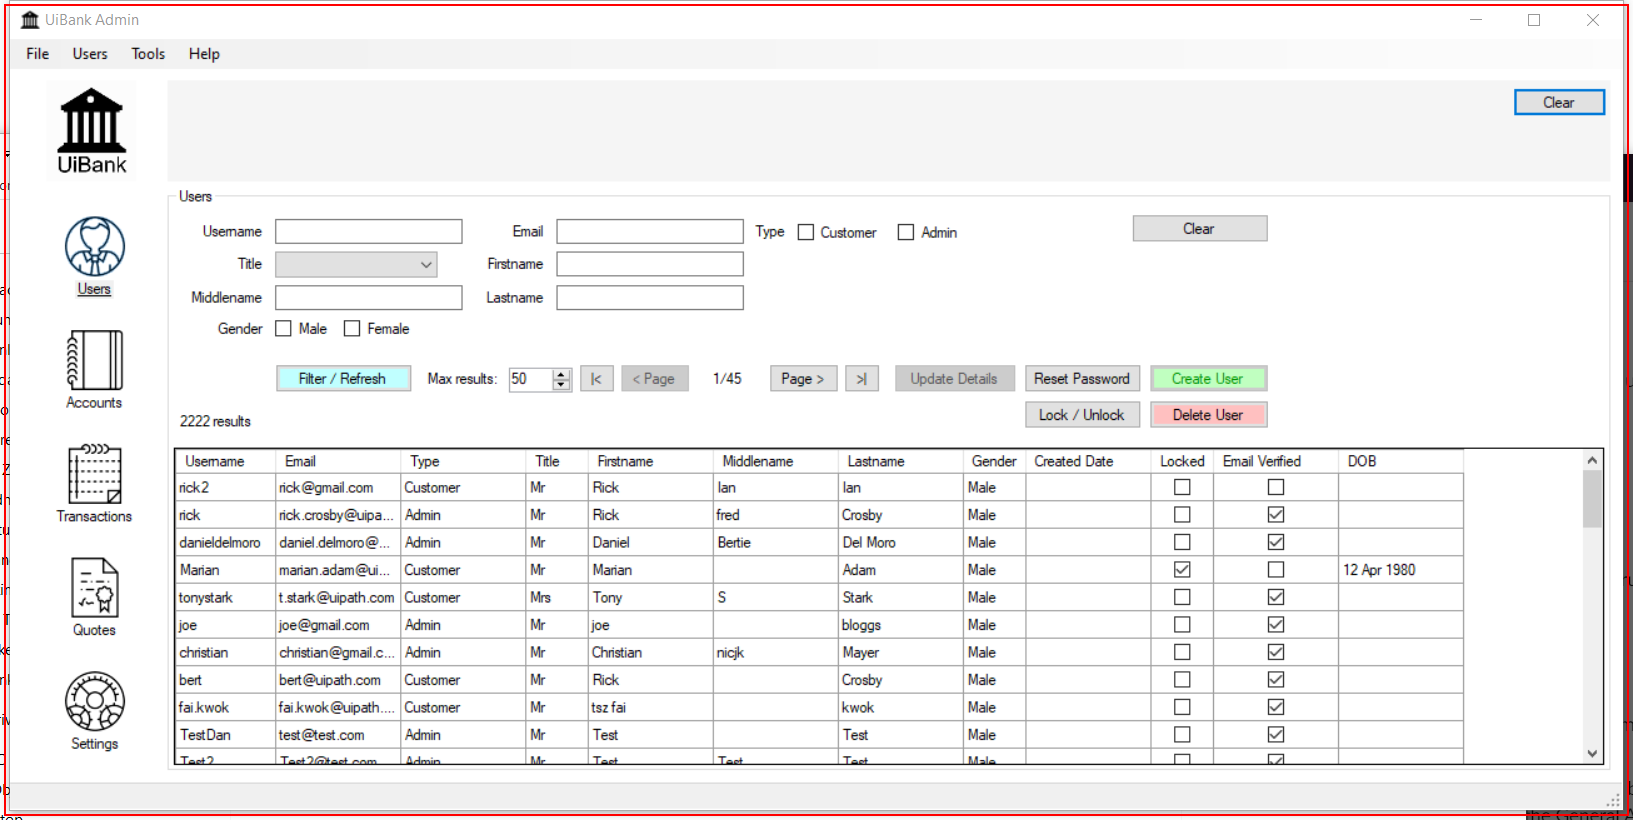 UiBank Admin
File Users Tools Help
UiBank
Clear
Users
Accounts
Transactions
Quotes
Settings
Users
Username Email Type Customer Admin Clear
Title Firstname
Middlename Lastname
Gender Male Female
Filter / Refresh Max results: 50 |< < Page 1/45 Page > >| Update Details Reset Password Create User
2222 results Lock / Unlock Delete User
Username Email Type Title Firstname Middlename Lastname Gender Created Date Locked Email Verified DOB
rick2 rick@gmail.com Customer Mr Rick Ian Ian Male
rick rick.crosby@uipa... Admin Mr Rick fred Crosby Male
danieldelmoro daniel.delmoro@... Admin Mr Daniel Bertie Del Moro Male
Marian marian.adam@ui... Customer Mr Marian Adam Male 12 Apr 1980
tonystark t.stark@uipath.com Customer Mrs Tony S Stark Male
joe joe@gmail.com Admin Mr joe bloggs Male
christian christian@gmail.c... Admin Mr Christian nicjk Mayer Male
bert bert@uipath.com Customer Mr Rick Crosby Male
fai.kwok fai.kwok@uipath.... Customer Mr tsz fai kwok Male
TestDan test@test.com Admin Mr Test Test Male
Test2 Test2@test.com Admin Mr Test Test Test Male